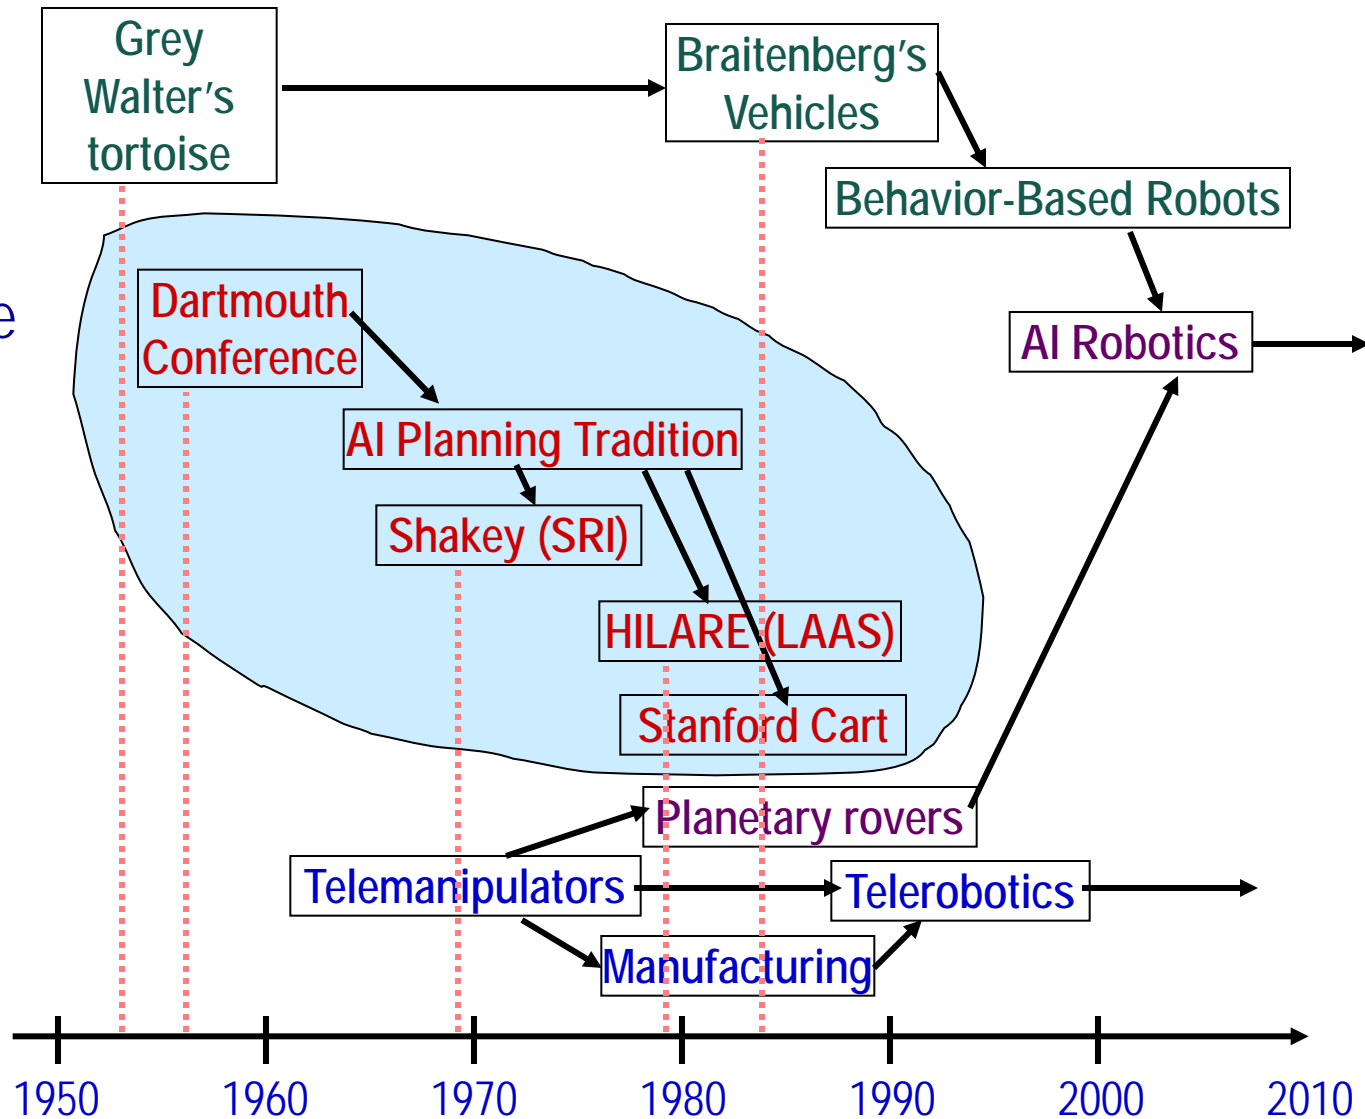 Grey
Walter's
tortoise
Braitenberg's
Vehicles
Behavior-Based Robots
e
Dartmouth
Conference
AI Robotics
AI Planning Tradition
Shakey (SRI)
HILARE (LAAS)
Stanford Cart
Planetary rovers
Telemanipulators
Telerobotics
Manufacturing
1950 1960 1970 1980 1990 2000 2010